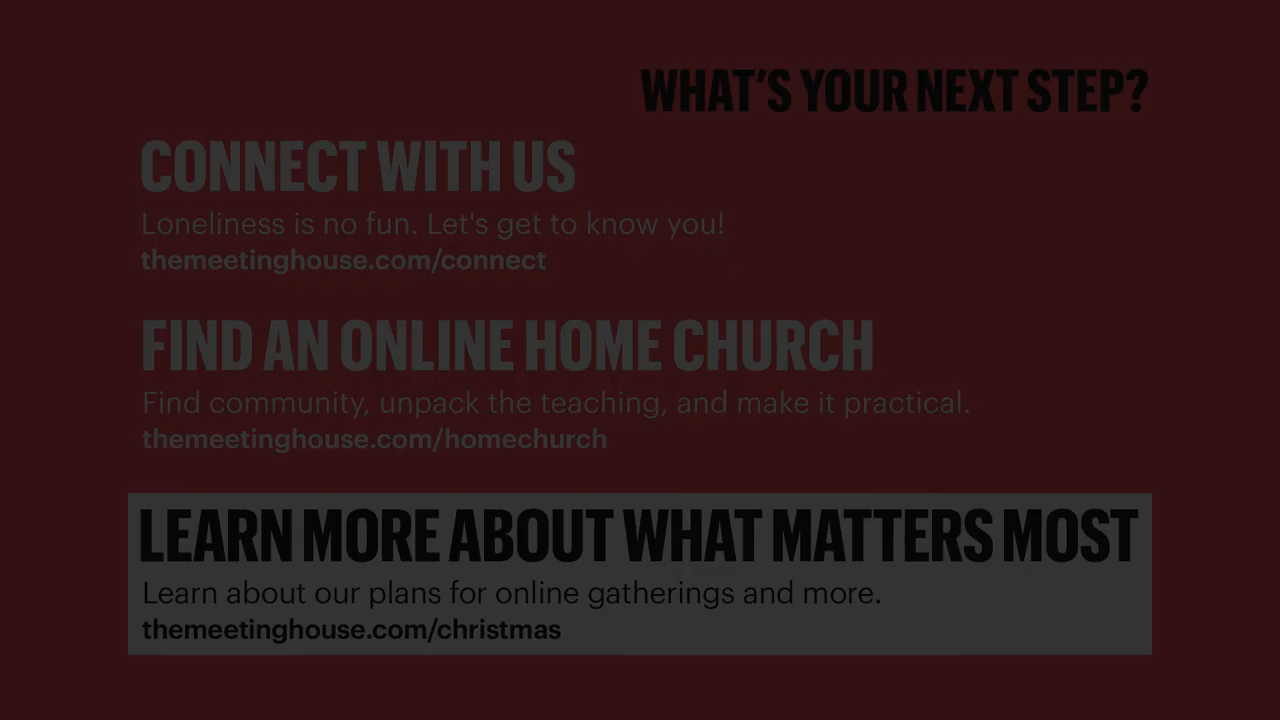 WHAT'S YOUR NEXT STEP?
CONNECT WITH US
Loneliness is no fun. Let's get to know you!
themeetinghouse.com/connect
FIND AN ONLINE HOME CHURCH
Find community, unpack the teaching, and make it practical.
themeetinghouse.com/homechurch
LEARN MORE ABOUT WHAT MATTERS MOST
Learn about our plans for online gatherings and more.
themeetinghouse.com/christmas